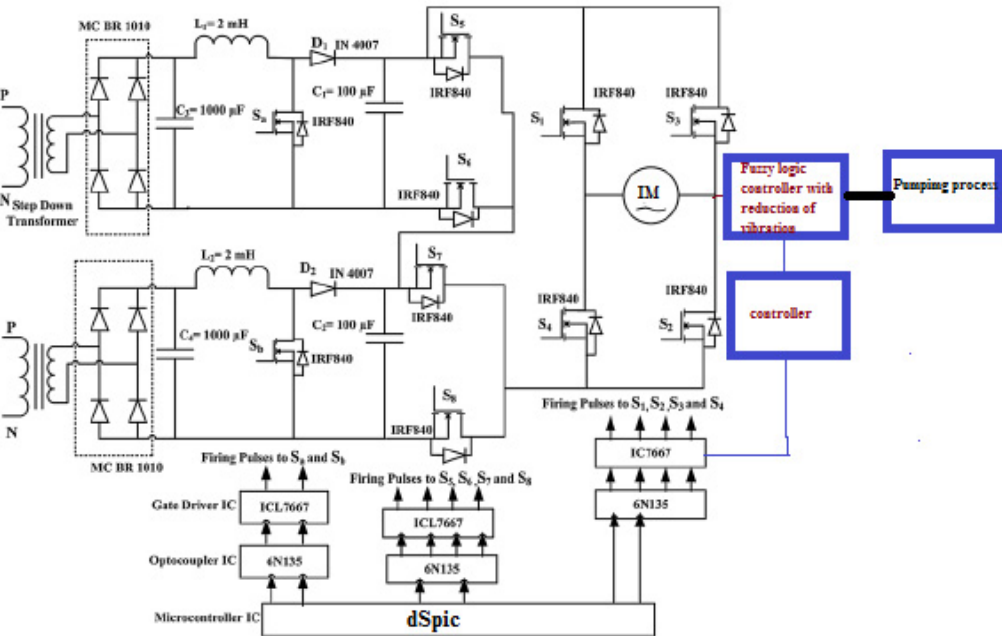 MC BR 1010
L₁= 2 mH
D₁ IN 4007
S₅
IRF840
P
N
Step Down
Transformer
C₃= 1000 µF
Sₐ
IRF840
C₁= 100 µF
S₆
IRF840
IRF840
S₁
IRF840
S₃
IM
Fuzzy logic
controller with
reduction of
vibration
Pumping process
L₂= 2 mH
D₂ IN 4007
S₇
IRF840
P
N
C₄= 1000 µF
S_b
IRF840
C₂= 100 µF
IRF840
S₄
IRF840
S₂
controller
S₈
IRF840
MC BR 1010
Firing Pulses to Sₐ and S_b
Firing Pulses to S₅, S₆, S₇ and S₈
Firing Pulses to S₁, S₂, S₃ and S₄
Gate Driver IC
ICL7667
ICL7667
IC7667
Optocoupler IC
6N135
6N135
6N135
Microcontroller IC
dSpic